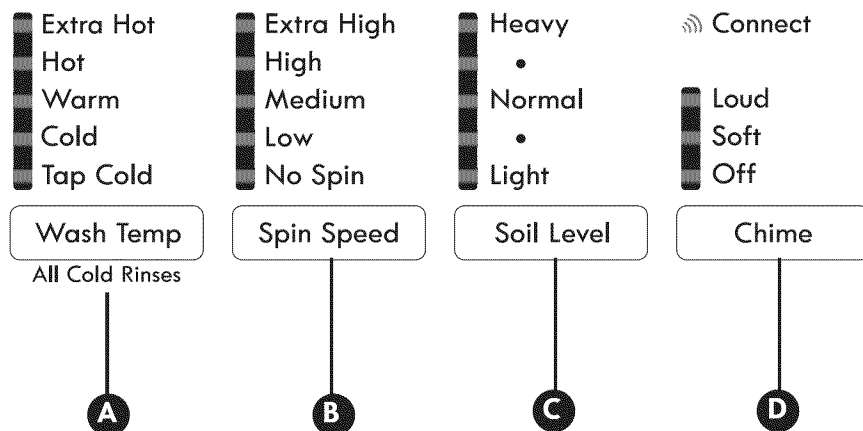 Extra Hot
Hot
Warm
Cold
Tap Cold
Wash Temp
All Cold Rinses
A
Extra High
High
Medium
Low
No Spin
Spin Speed
B
Heavy
•
Normal
•
Light
Soil Level
C
Connect
Loud
Soft
Off
Chime
D